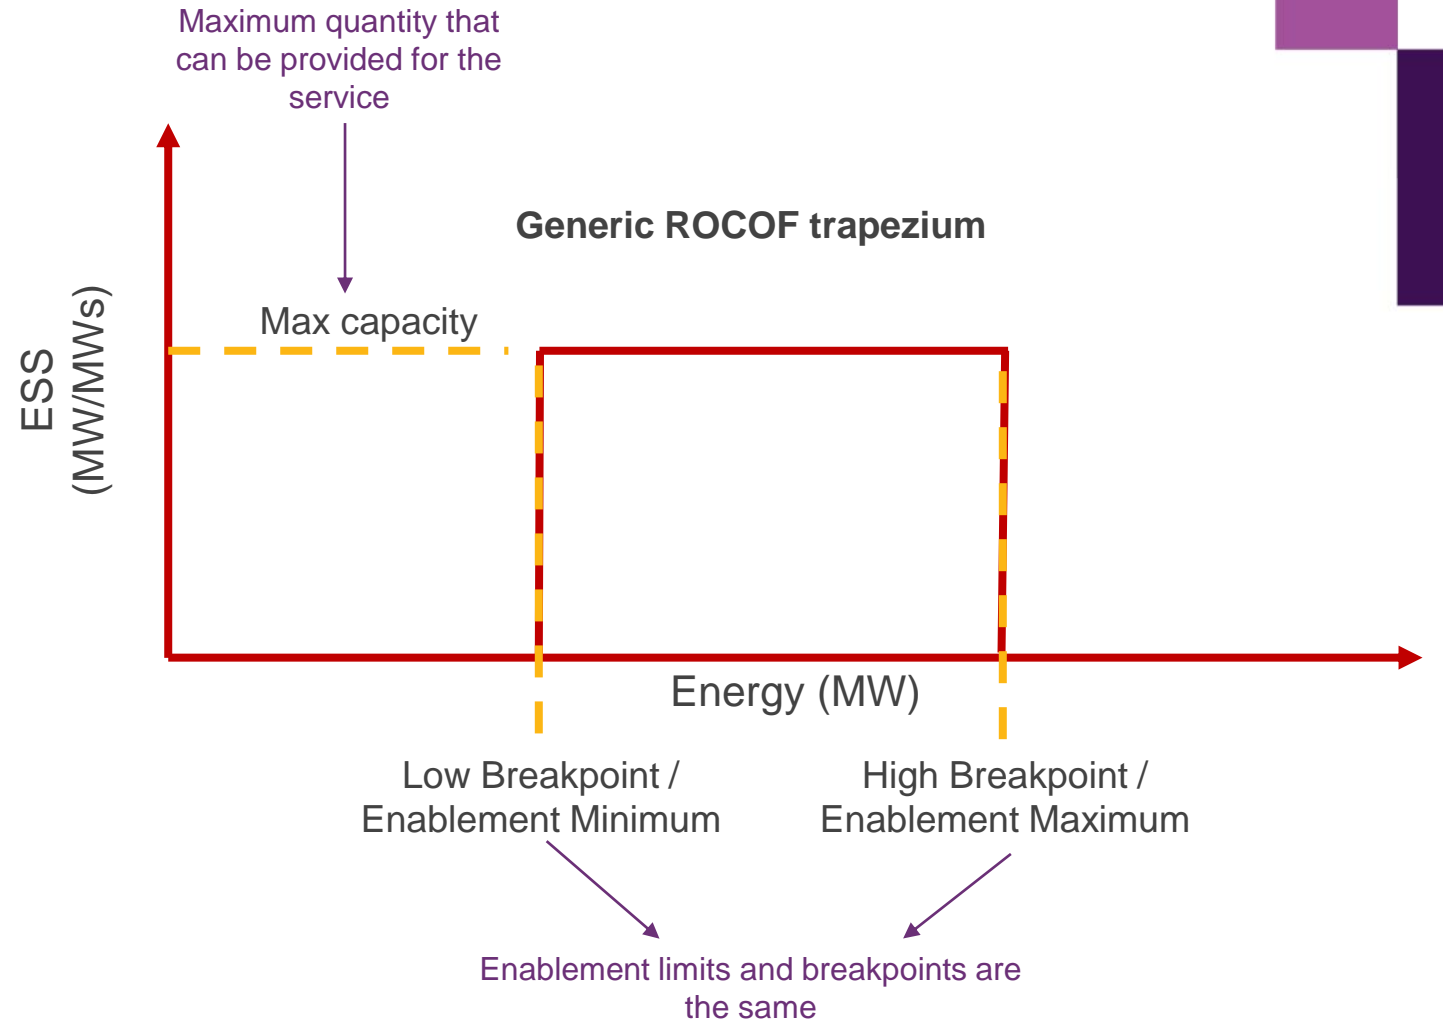 Maximum quantity that
can be provided for the
service
Generic ROCOF trapezium
Max capacity
ESS
(MW/MWs)
Energy (MW)
Low Breakpoint /
Enablement Minimum
High Breakpoint /
Enablement Maximum
Enablement limits and breakpoints are
the same